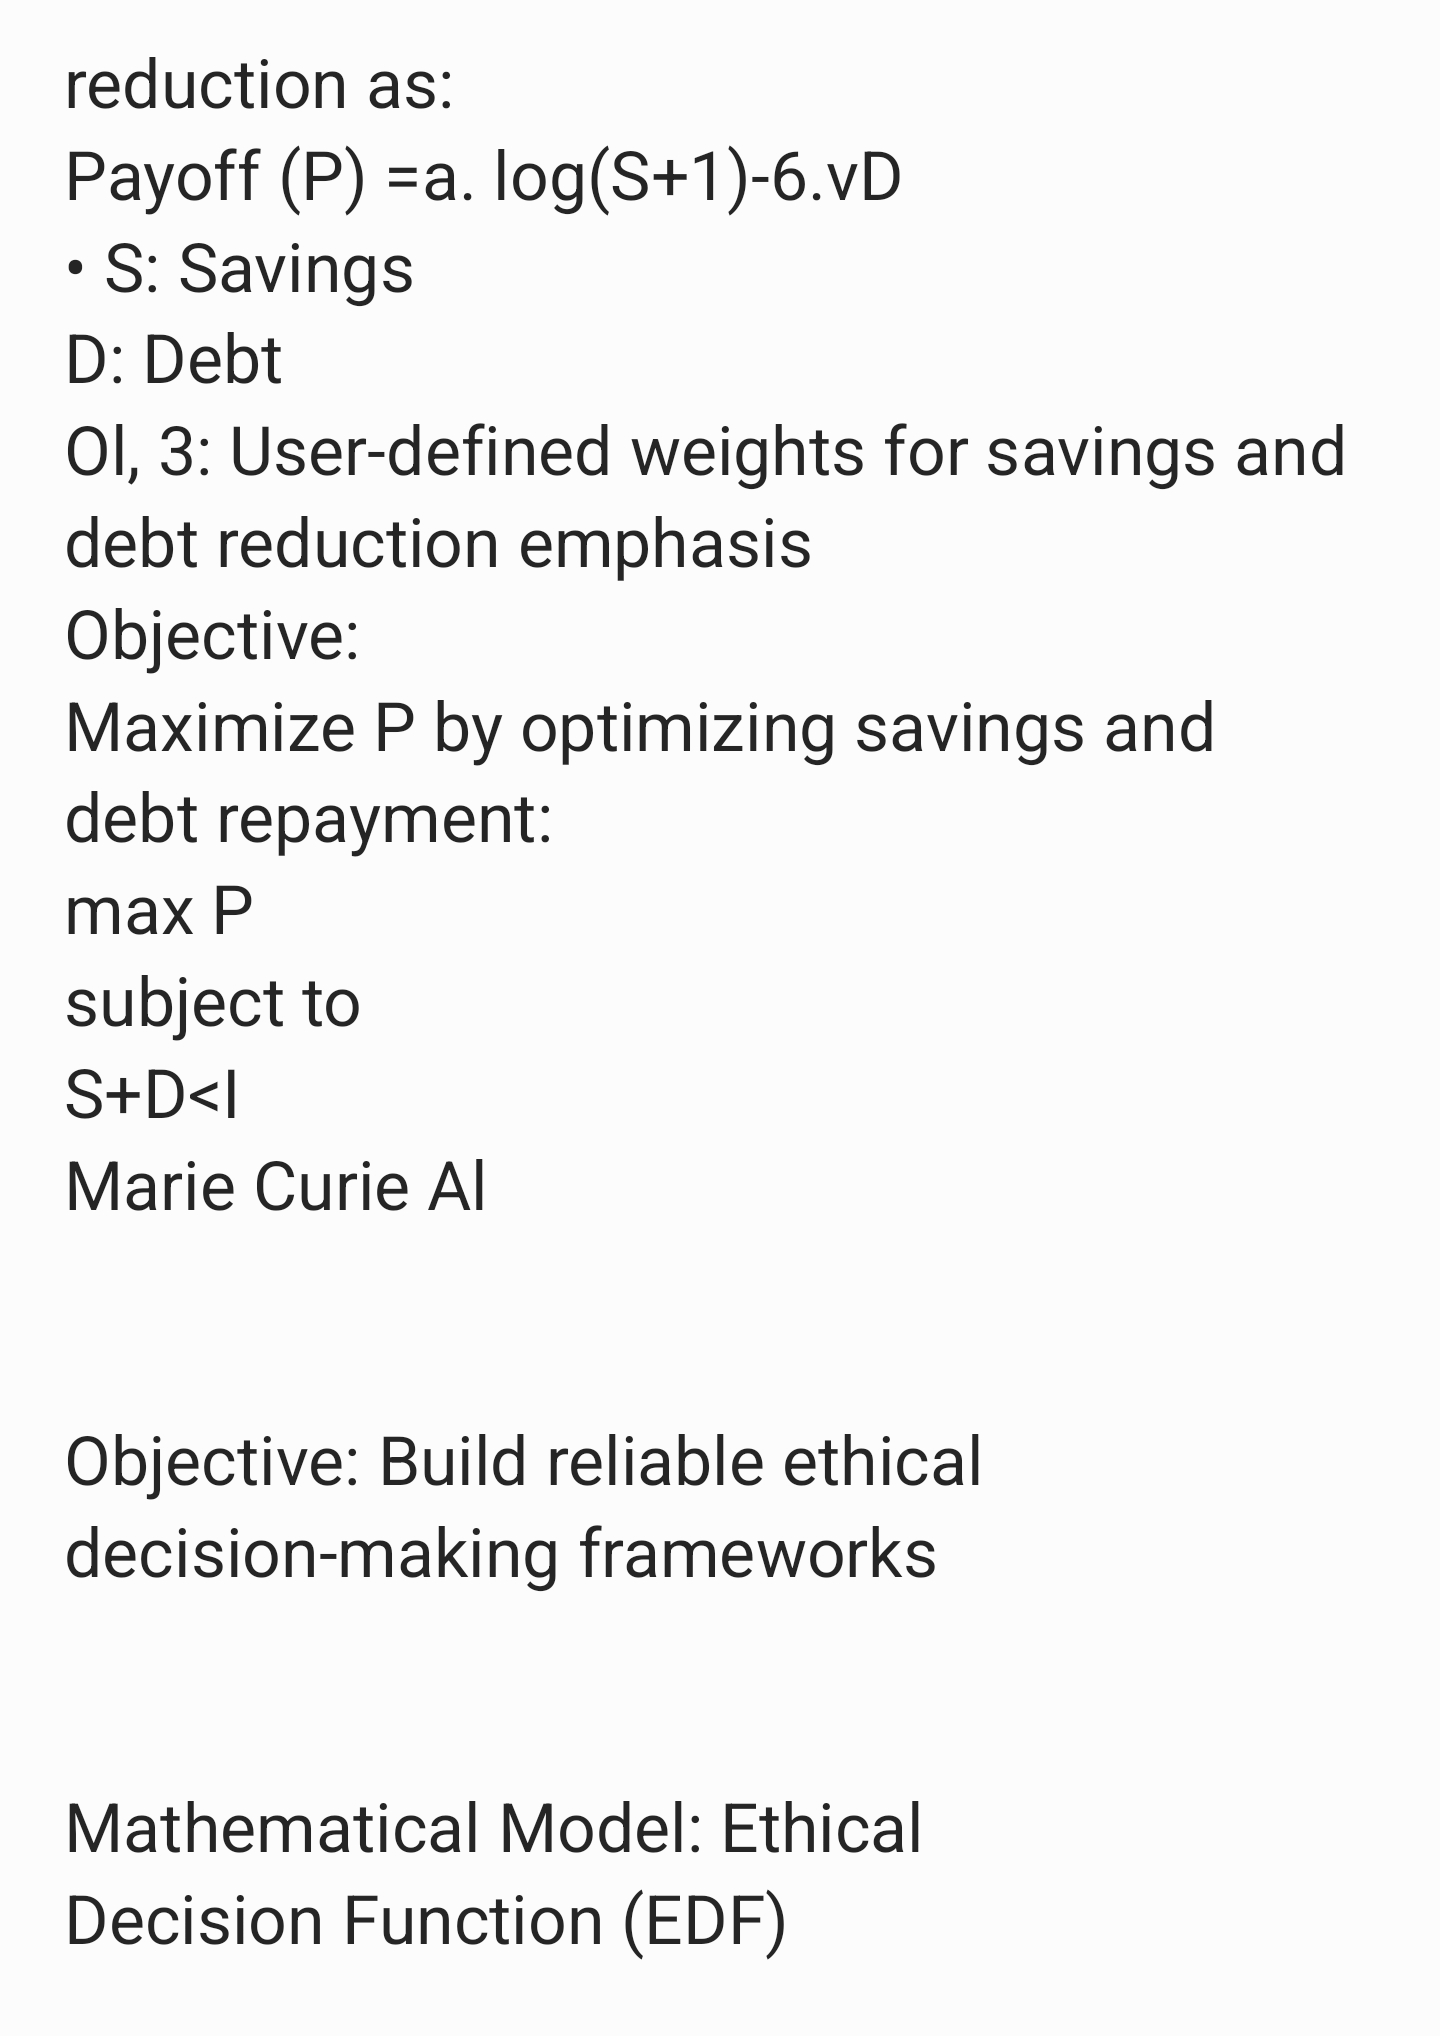 reduction as:
Payoff (P) =a. log(S+1)-6.vD
• S: Savings
D: Debt
Ol, 3: User-defined weights for savings and
debt reduction emphasis
Objective:
Maximize P by optimizing savings and
debt repayment:
max P
subject to
S+D<I
Marie Curie Al
Objective: Build reliable ethical
decision-making frameworks
Mathematical Model: Ethical
Decision Function (EDF)